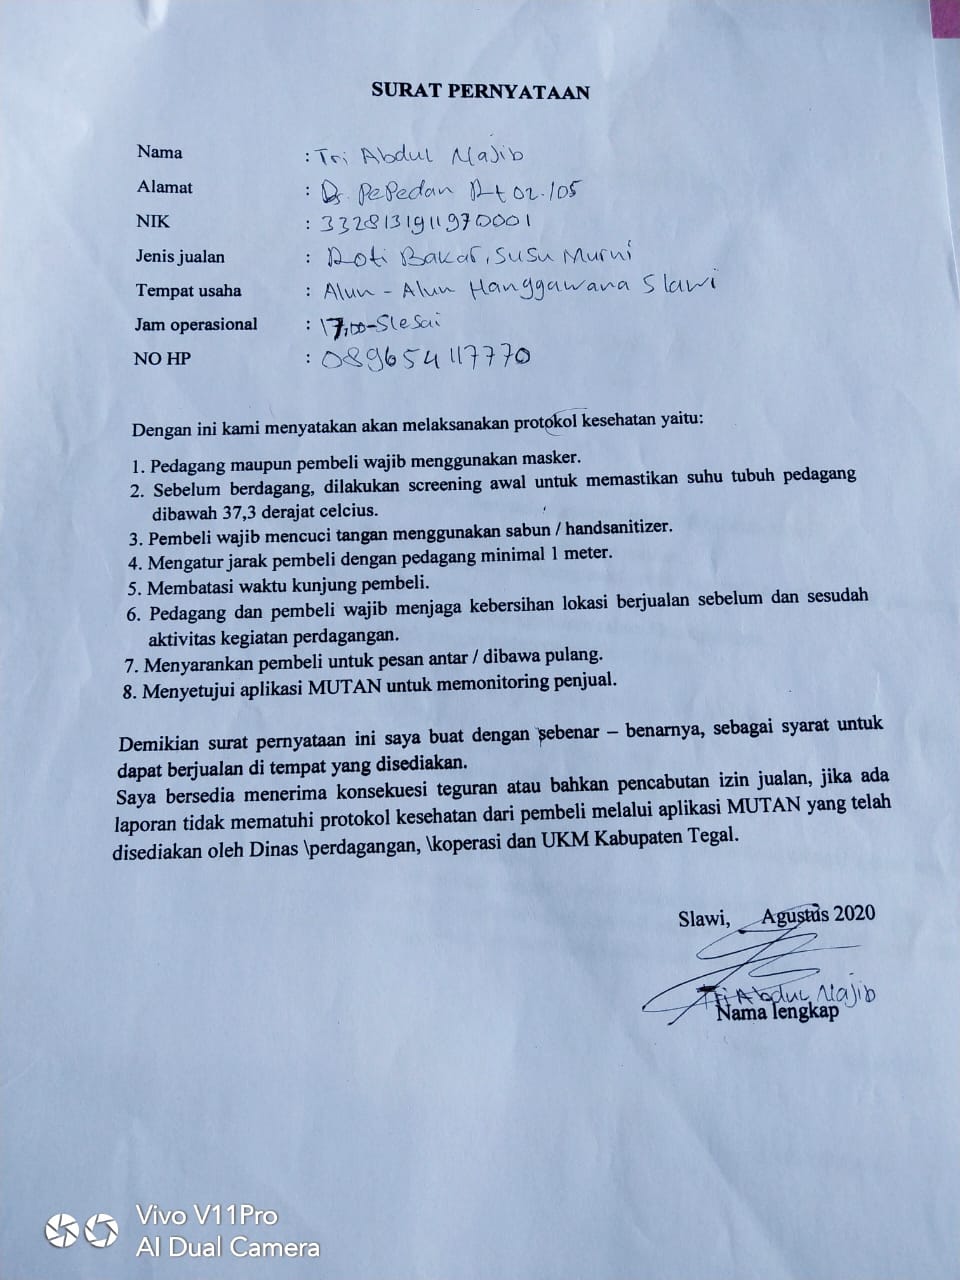 SURAT PERNYATAAN
Nama : Tri Abdul Majib
Alamat : Ds. Pepedan Rt 02/05
NIK : 3328131911970001
Jenis jualan : Roti Bakar, Susu Murni
Tempat usaha : Alun - Alun Hanggawana Slawi
Jam operasional : 17,00-Slesai
NO HP : 089654117770
Dengan ini kami menyatakan akan melaksanakan protokol kesehatan yaitu:
1. Pedagang maupun pembeli wajib menggunakan masker.
2. Sebelum berdagang, dilakukan screening awal untuk memastikan suhu tubuh pedagang
dibawah 37,3 derajat celcius.
3. Pembeli wajib mencuci tangan menggunakan sabun / handsanitizer.
4. Mengatur jarak pembeli dengan pedagang minimal 1 meter.
5. Membatasi waktu kunjung pembeli.
6. Pedagang dan pembeli wajib menjaga kebersihan lokasi berjualan sebelum dan sesudah
aktivitas kegiatan perdagangan.
7. Menyarankan pembeli untuk pesan antar / dibawa pulang.
8. Menyetujui aplikasi MUTAN untuk memonitoring penjual.
Demikian surat pernyataan ini saya buat dengan sebenar – benarnya, sebagai syarat untuk
dapat berjualan di tempat yang disediakan.
Saya bersedia menerima konsekuesi teguran atau bahkan pencabutan izin jualan, jika ada
laporan tidak mematuhi protokol kesehatan dari pembeli melalui aplikasi MUTAN yang telah
disediakan oleh Dinas \perdagangan, \koperasi dan UKM Kabupaten Tegal.
Slawi, Agustus 2020
Tri Abdul Majib
Nama lengkap
Vivo V11Pro
AI Dual Camera